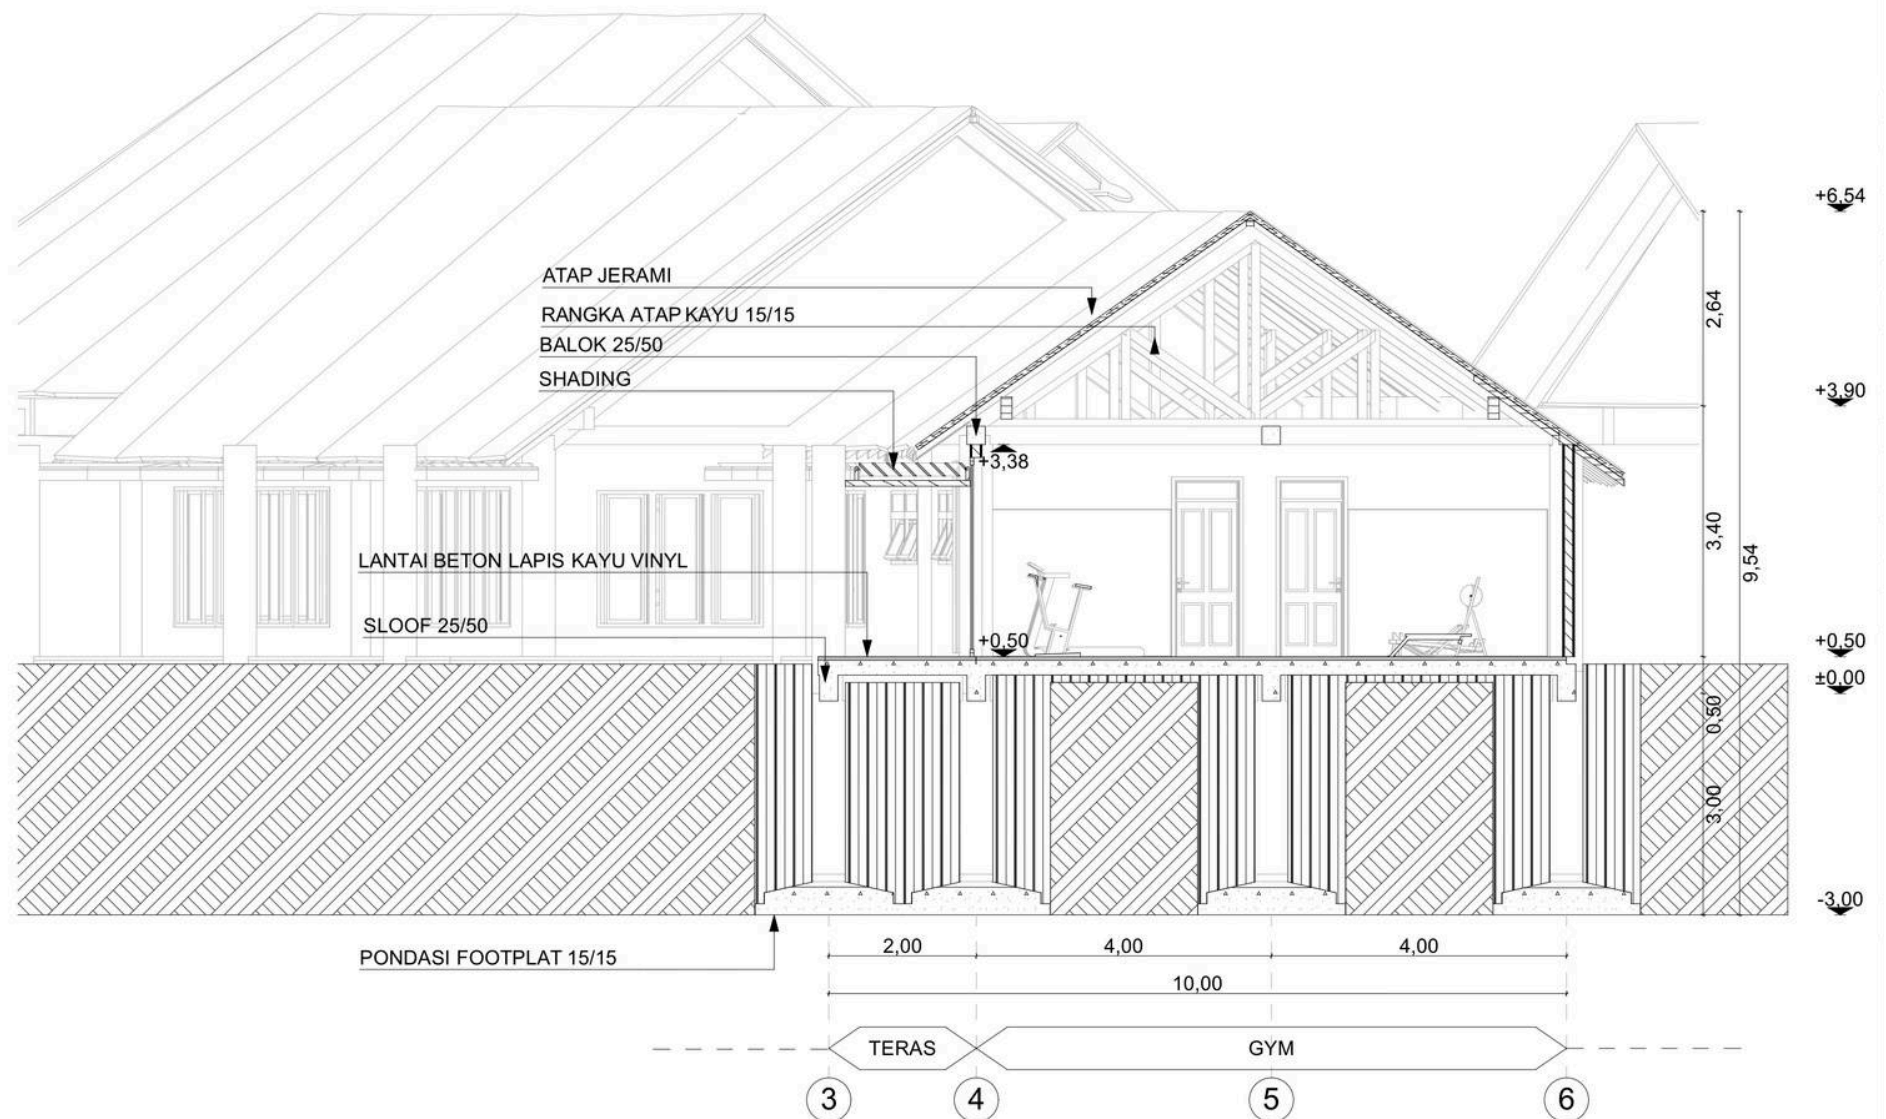 +6,54
ATAP JERAMI
RANGKA ATAP KAYU 15/15
2,64
BALOK 25/50
SHADING
+3,90
+3,38
3,40
9,54
LANTAI BETON LAPIS KAYU VINYL
SLOOF 25/50
+0,50
+0,50
±0,00
0,50
3,00
-3,00
PONDASI FOOTPLAT 15/15
2,00
4,00
4,00
10,00
TERAS
GYM
3
4
5
6